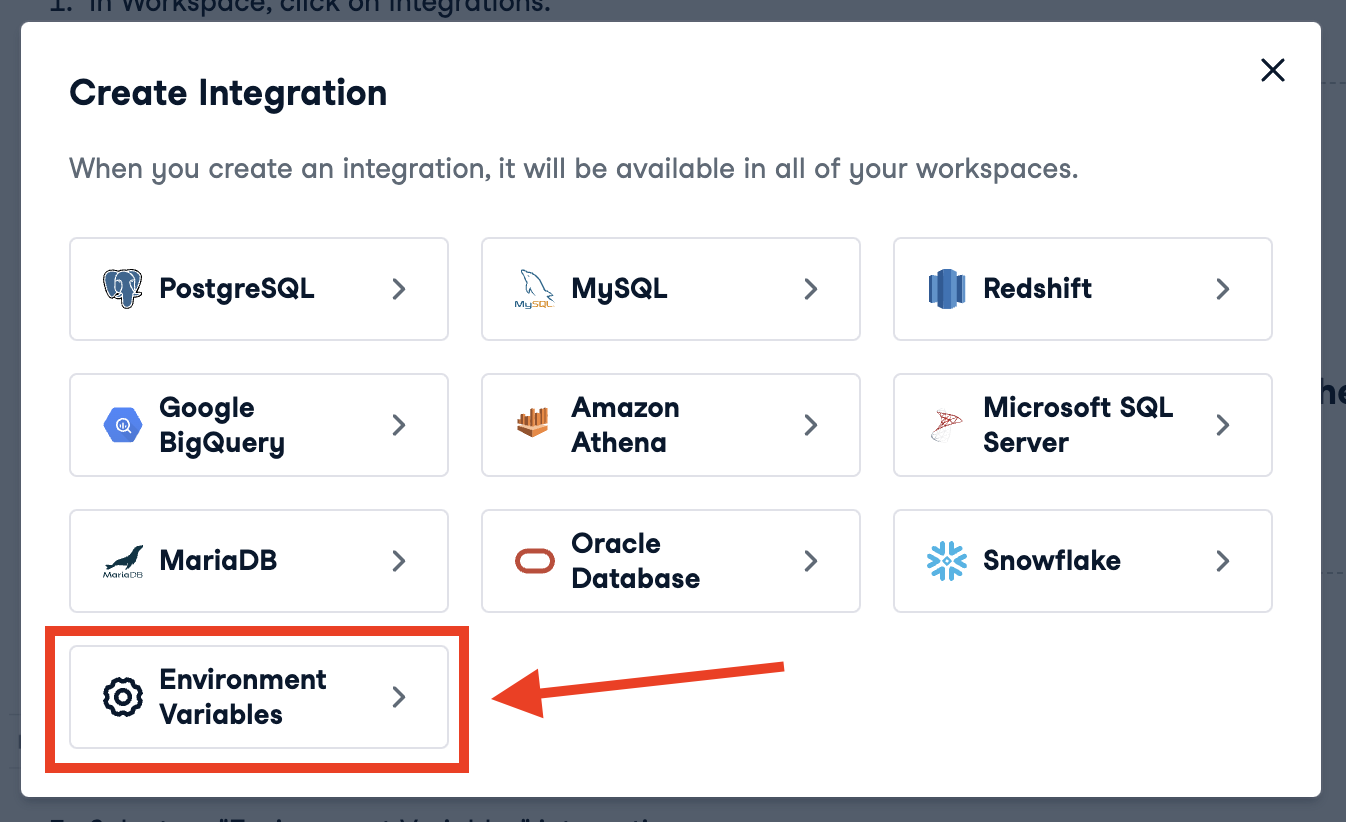 1. In Workspace, click on Integrations.
Create Integration
When you create an integration, it will be available in all of your workspaces.
PostgreSQL
MySQL
MySQL
Redshift
Google
BigQuery
Amazon
Athena
Microsoft SQL
Server
MariaDB
MariaDB
Oracle
Database
Snowflake
Environment
Variables